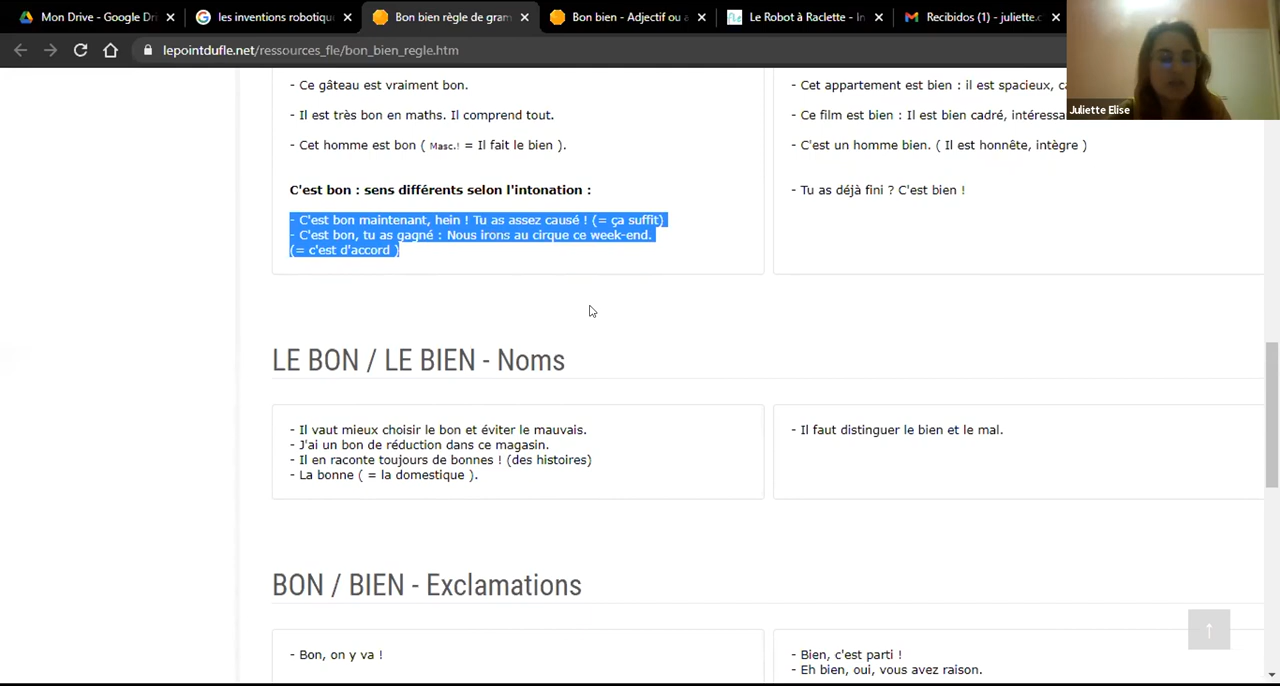 Mon Drive - Google Dri
les inventions robotiqu
Bon bien règle de gram
Bon bien - Adjectif ou a
Le Robot à Raclette - In
Recibidos (1) - juliette.c
lepointdufle.net/ressources_fle/bon_bien_regle.htm
Juliette Elise
- Ce gâteau est vraiment bon.
- Il est très bon en maths. Il comprend tout.
- Cet homme est bon ( Masc.! = Il fait le bien ).
C'est bon : sens différents selon l'intonation :
- C'est bon maintenant, hein ! Tu as assez causé ! (= ça suffit)
- C'est bon, tu as gagné : Nous irons au cirque ce week-end.
(= c'est d'accord )
- Cet appartement est bien : il est spacieux, ca
- Ce film est bien : Il est bien cadré, intéressa
- C'est un homme bien. ( Il est honnête, intègre )
- Tu as déjà fini ? C'est bien !
LE BON / LE BIEN - Noms
- Il vaut mieux choisir le bon et éviter le mauvais.
- J'ai un bon de réduction dans ce magasin.
- Il en raconte toujours de bonnes ! (des histoires)
- La bonne ( = la domestique ).
- Il faut distinguer le bien et le mal.
BON / BIEN - Exclamations
- Bon, on y va !
- Bien, c'est parti !
- Eh bien, oui, vous avez raison.